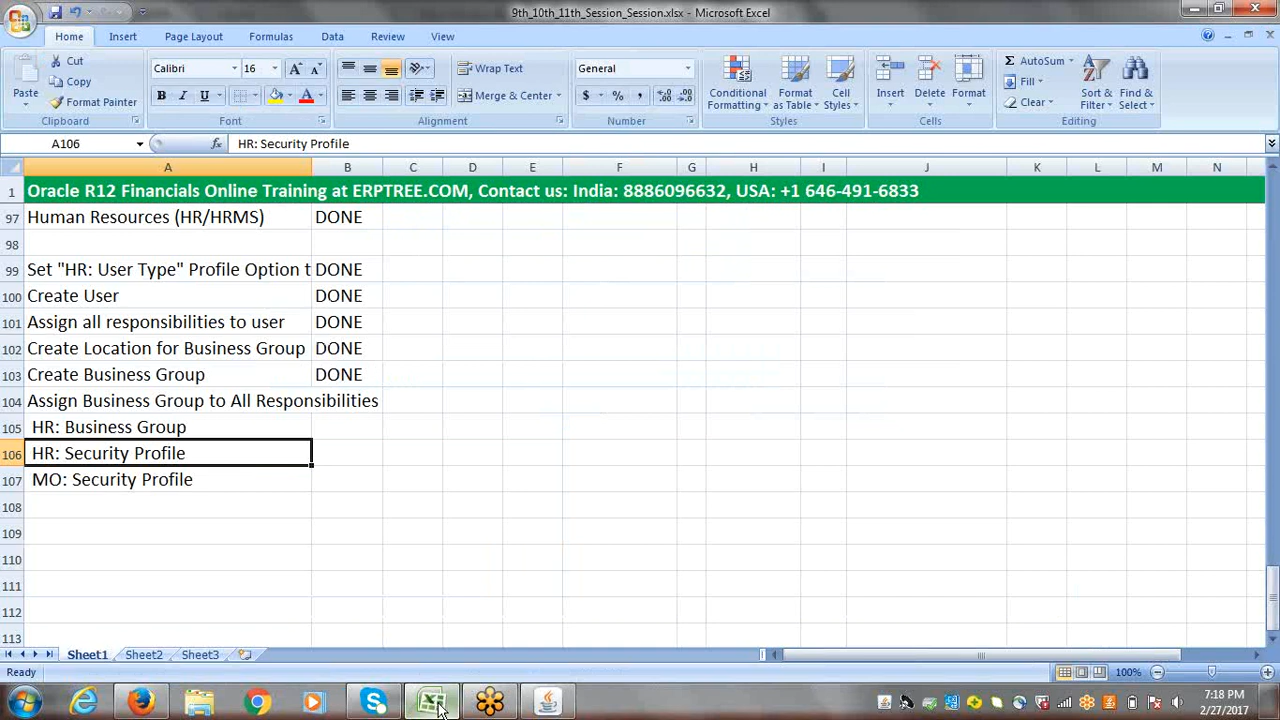 9th_10th_11th_Session_Session.xlsx - Microsoft Excel
Home Insert Page Layout Formulas Data Review View
Paste Cut Copy Format Painter Clipboard
Calibri 16 B I U A A A Font
Wrap Text Merge & Center Alignment
General $ % , Number
Conditional Formatting Format as Table Cell Styles Styles
Insert Delete Format Cells
Σ AutoSum Fill Clear Sort & Filter Find & Select Editing
A106 fx HR: Security Profile
A B C D E F G H I J K L M N
1 Oracle R12 Financials Online Training at ERPTREE.COM, Contact us: India: 8886096632, USA: +1 646-491-6833
97 Human Resources (HR/HRMS) DONE
98
99 Set "HR: User Type" Profile Option t DONE
100 Create User DONE
101 Assign all responsibilities to user DONE
102 Create Location for Business Group DONE
103 Create Business Group DONE
104 Assign Business Group to All Responsibilities
105 HR: Business Group
106 HR: Security Profile
107 MO: Security Profile
108
109
110
111
112
113
Sheet1 Sheet2 Sheet3
Ready 100%
7:18 PM
2/27/2017